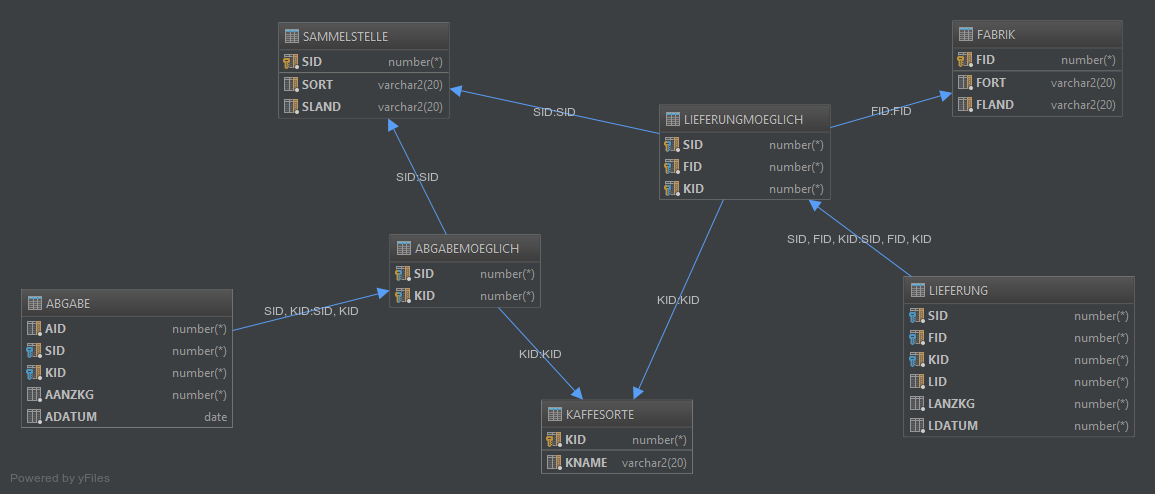 SAMMELSTELLE
SID number(*)
SORT varchar2(20)
SLAND varchar2(20)
FABRIK
FID number(*)
FORT varchar2(20)
FLAND varchar2(20)
SID:SID
FID:FID
LIEFERUNGMOEGLICH
SID number(*)
FID number(*)
KID number(*)
SID:SID
SID, FID, KID:SID, FID, KID
ABGABEMOEGLICH
SID number(*)
KID number(*)
LIEFERUNG
SID number(*)
FID number(*)
KID number(*)
LID number(*)
LANZKG number(*)
LDATUM number(*)
ABGABE
AID number(*)
SID number(*)
KID number(*)
AANZKG number(*)
ADATUM date
SID, KID:SID, KID
KID:KID
KID:KID
KAFFESORTE
KID number(*)
KNAME varchar2(20)
Powered by yFiles